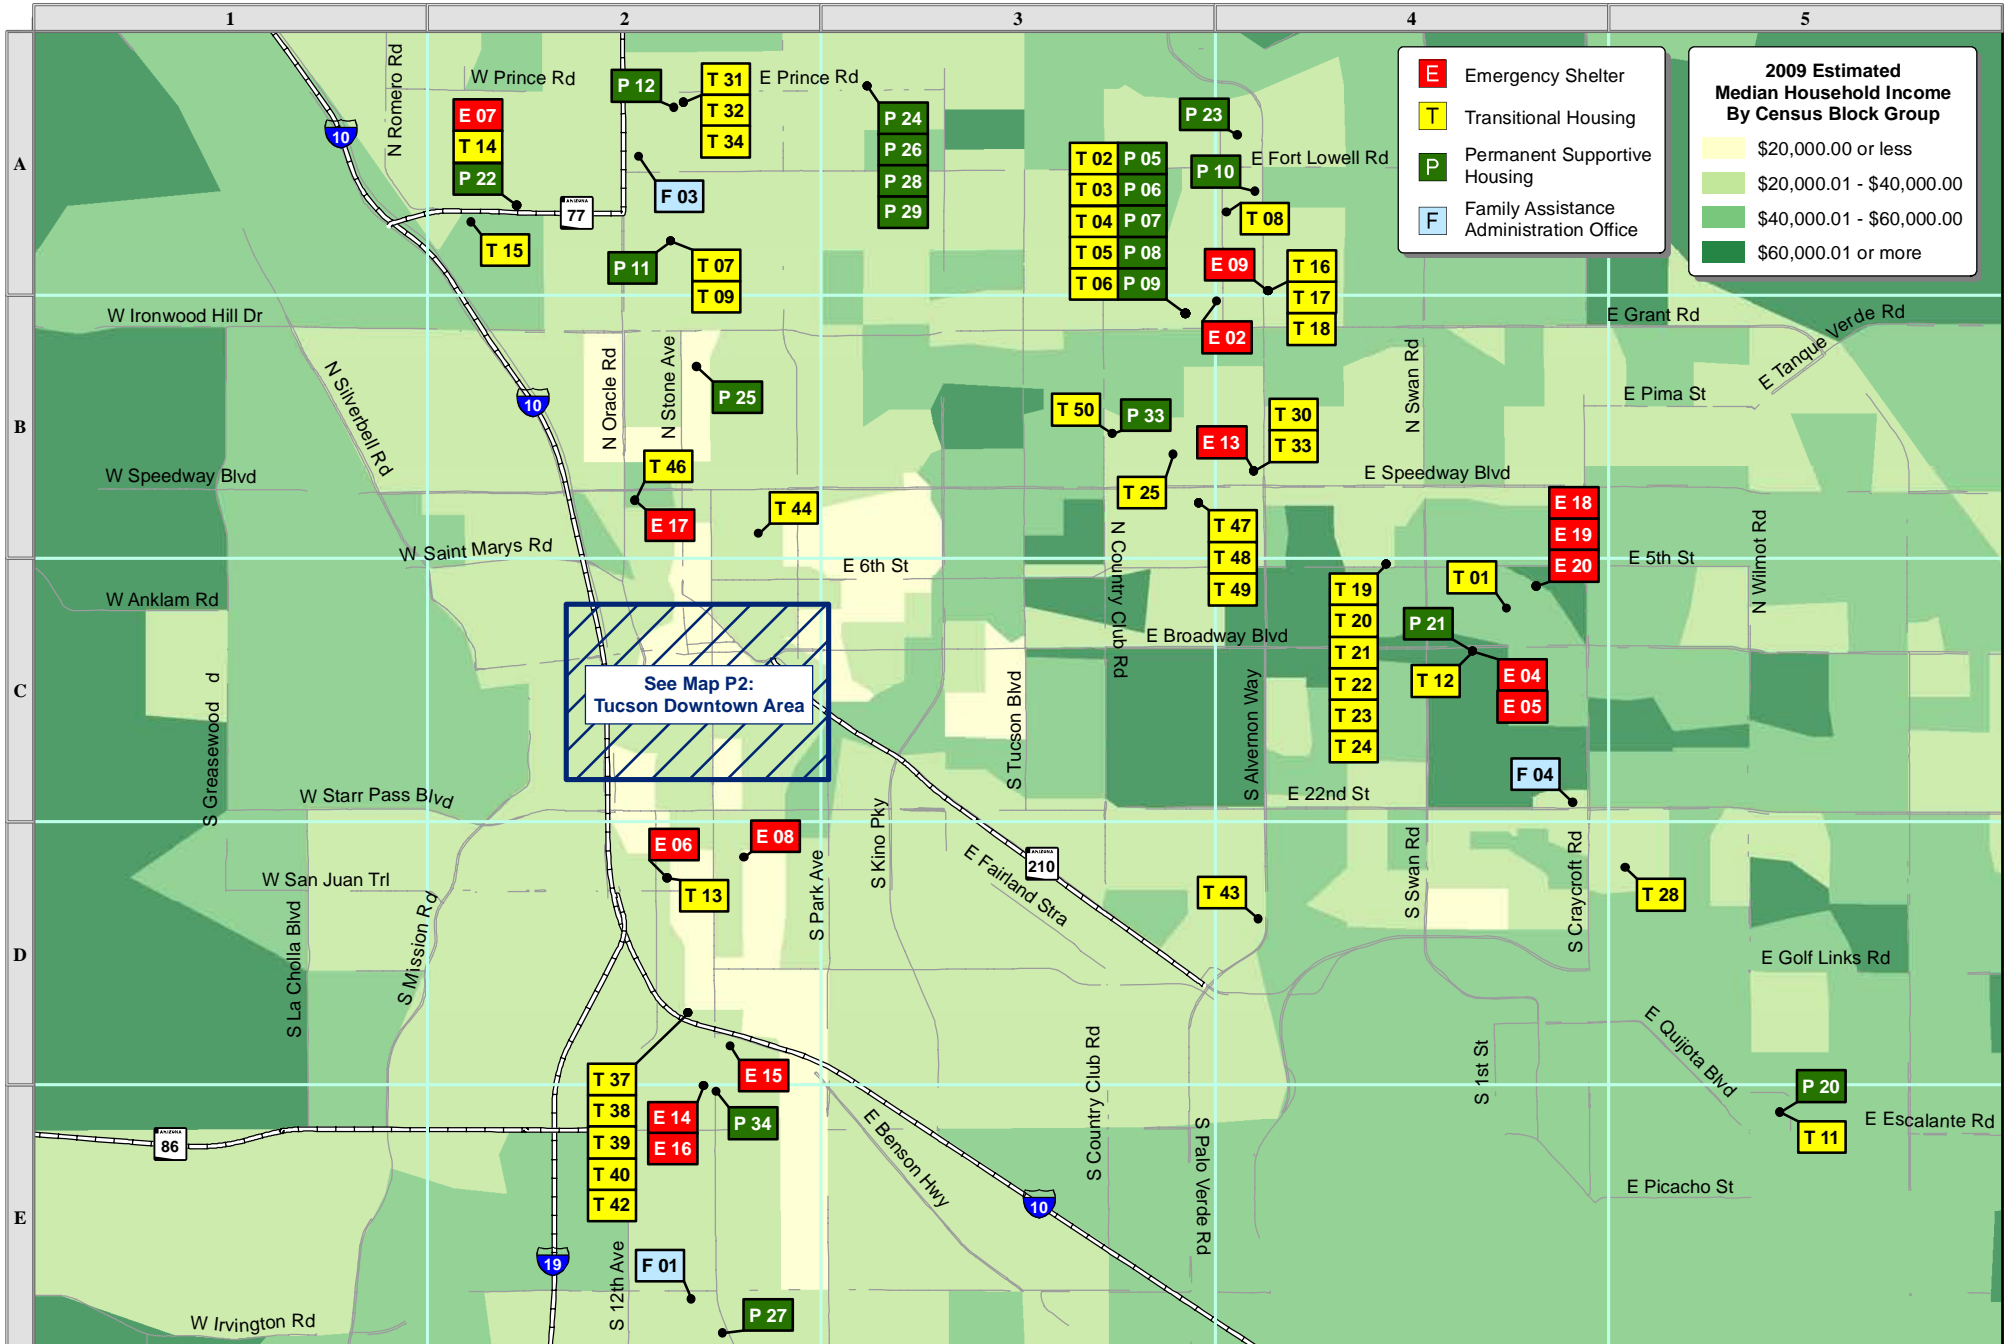 1
2
3
4
5
A
B
C
D
E
E
Emergency Shelter
T
Transitional Housing
P
Permanent Supportive
Housing
F
Family Assistance
Administration Office
2009 Estimated
Median Household Income
By Census Block Group
$20,000.00 or less
$20,000.01 - $40,000.00
$40,000.01 - $60,000.00
$60,000.01 or more
N Romero Rd
W Prince Rd
E Prince Rd
P 12
T 31
T 32
T 34
E 07
T 14
P 22
10
F 03
ARIZONA
77
T 15
P 11
T 07
T 09
P 24
P 26
P 28
P 29
P 23
E Fort Lowell Rd
P 10
T 08
T 02
P 05
T 03
P 06
T 04
P 07
T 05
P 08
T 06
P 09
E 09
T 16
T 17
T 18
E 02
W Ironwood Hill Dr
E Grant Rd
E Tanque Verde Rd
N Silverbell Rd
N Oracle Rd
N Stone Ave
N Swan Rd
10
P 25
T 50
P 33
T 30
T 33
E 13
T 25
E Pima St
W Speedway Blvd
E Speedway Blvd
T 46
E 17
T 44
T 47
T 48
T 49
E 18
E 19
E 20
W Saint Marys Rd
E 6th St
E 5th St
N Country Club Rd
N Wilmot Rd
W Anklam Rd
T 01
T 19
T 20
T 21
T 22
T 23
T 24
P 21
T 12
E 04
E 05
E Broadway Blvd
See Map P2:
Tucson Downtown Area
S Greasewood d
S Tucson Blvd
S Alvernon Way
F 04
W Starr Pass Blvd
E 22nd St
E 06
E 08
T 13
S Kino Pky
S Park Ave
ARIZONA
210
E Fairland Stra
T 43
S Swan Rd
S Craycroft Rd
T 28
W San Juan Trl
S La Cholla Blvd
S Mission Rd
E Golf Links Rd
E Quijota Blvd
S 1st St
S Country Club Rd
E 15
T 37
T 38
T 39
T 40
T 42
E 14
E 16
P 34
P 20
T 11
E Escalante Rd
ARIZONA
86
E Benson Hwy
S Palo Verde Rd
10
E Picacho St
19
S 12th Ave
F 01
P 27
W Irvington Rd